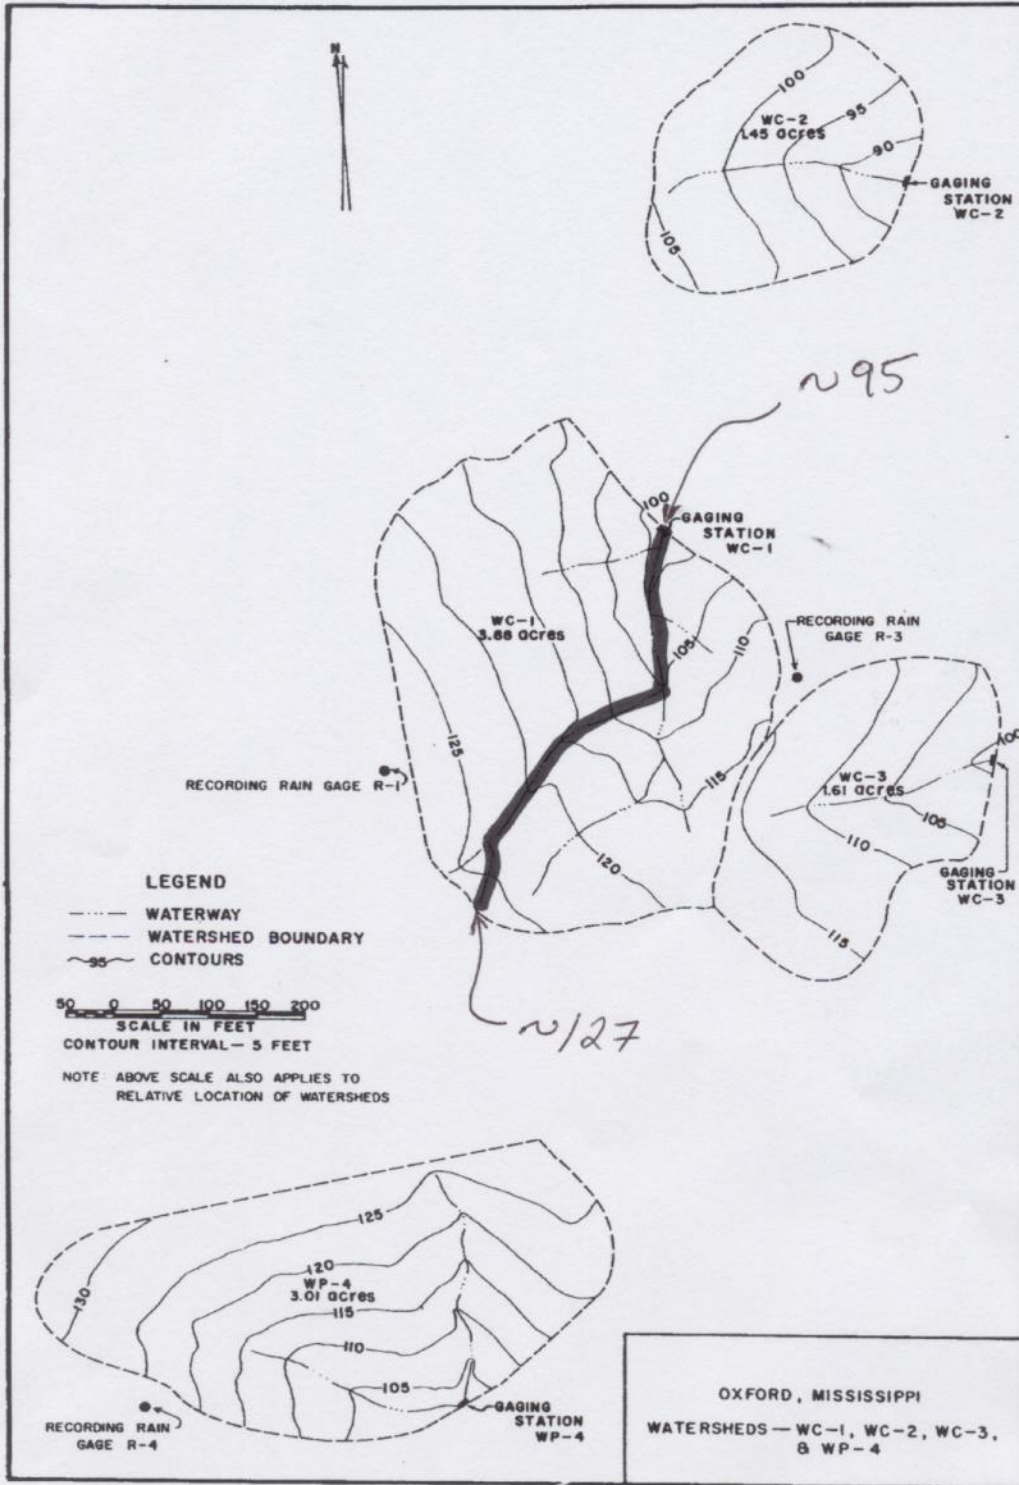 N
100
WC-2
1.45 acres
95
90
GAGING
STATION
WC-2
105
~95
100
GAGING
STATION
WC-1
WC-1
3.88 acres
RECORDING RAIN
GAGE R-3
105
110
125
115
100
RECORDING RAIN GAGE R-1
WC-3
1.61 acres
105
110
120
GAGING
STATION
WC-3
115
LEGEND
WATERWAY
WATERSHED BOUNDARY
95 CONTOURS
50 0 50 100 150 200
SCALE IN FEET
CONTOUR INTERVAL— 5 FEET
~127
NOTE: ABOVE SCALE ALSO APPLIES TO
RELATIVE LOCATION OF WATERSHEDS
125
120
WP-4
3.01 acres
130
115
110
105
GAGING
STATION
WP-4
RECORDING RAIN
GAGE R-4
OXFORD, MISSISSIPPI
WATERSHEDS — WC-1, WC-2, WC-3,
& WP-4